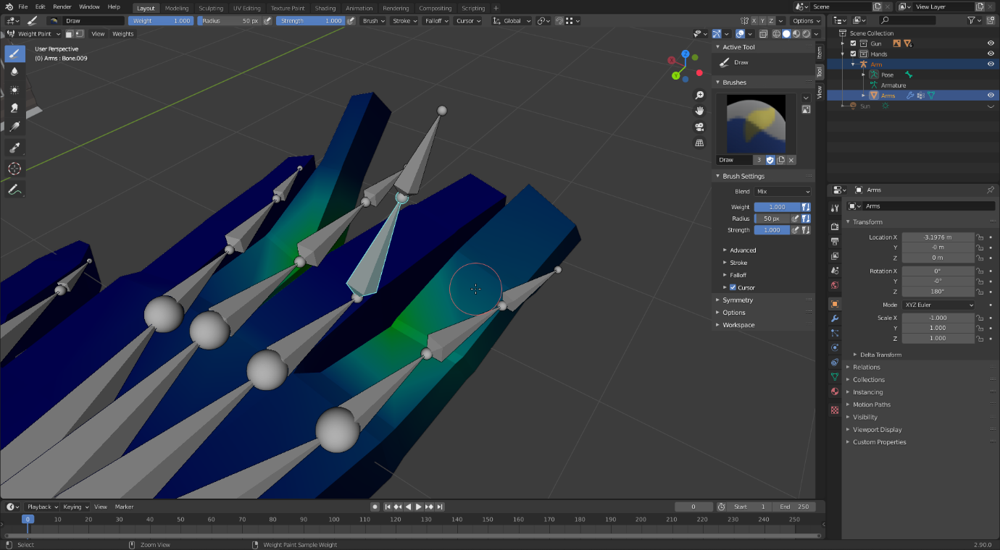 File Edit Render Window Help Layout Modeling Sculpting UV Editing Texture Paint Shading Animation Rendering Compositing Scripting + Scene View Layer
Draw Weight 1.000 Radius 50 px Strength 1.000 Brush Stroke Falloff Cursor Global X Y Z Options
Weight Paint View Weights
User Perspective
(0) Arms : Bone.009
Z
X
Y
Active Tool
Draw
Brushes
Draw 3
Brush Settings
Blend Mix
Weight 1.000
Radius 50 px
Strength 1.000
Advanced
Stroke
Falloff
Cursor
Symmetry
Options
Workspace
Item
Tool
View
Scene Collection
Gun
Hands
Arm
Pose
Armature
Arms
Sun
Arms
Arms
Transform
Location X -3.1976 m
Y -0 m
Z 0 m
Rotation X 0°
Y -0°
Z 180°
Mode XYZ Euler
Scale X -1.000
Y 1.000
Z 1.000
Delta Transform
Relations
Collections
Instancing
Motion Paths
Visibility
Viewport Display
Custom Properties
Playback Keying View Marker 0 Start 1 End 250
0 10 20 30 40 50 60 70 80 90 100 110 120 130 140 150 160 170 180 190 200 210 220 230 240 250
Select Zoom View Weight Paint Sample Weight 2.90.0